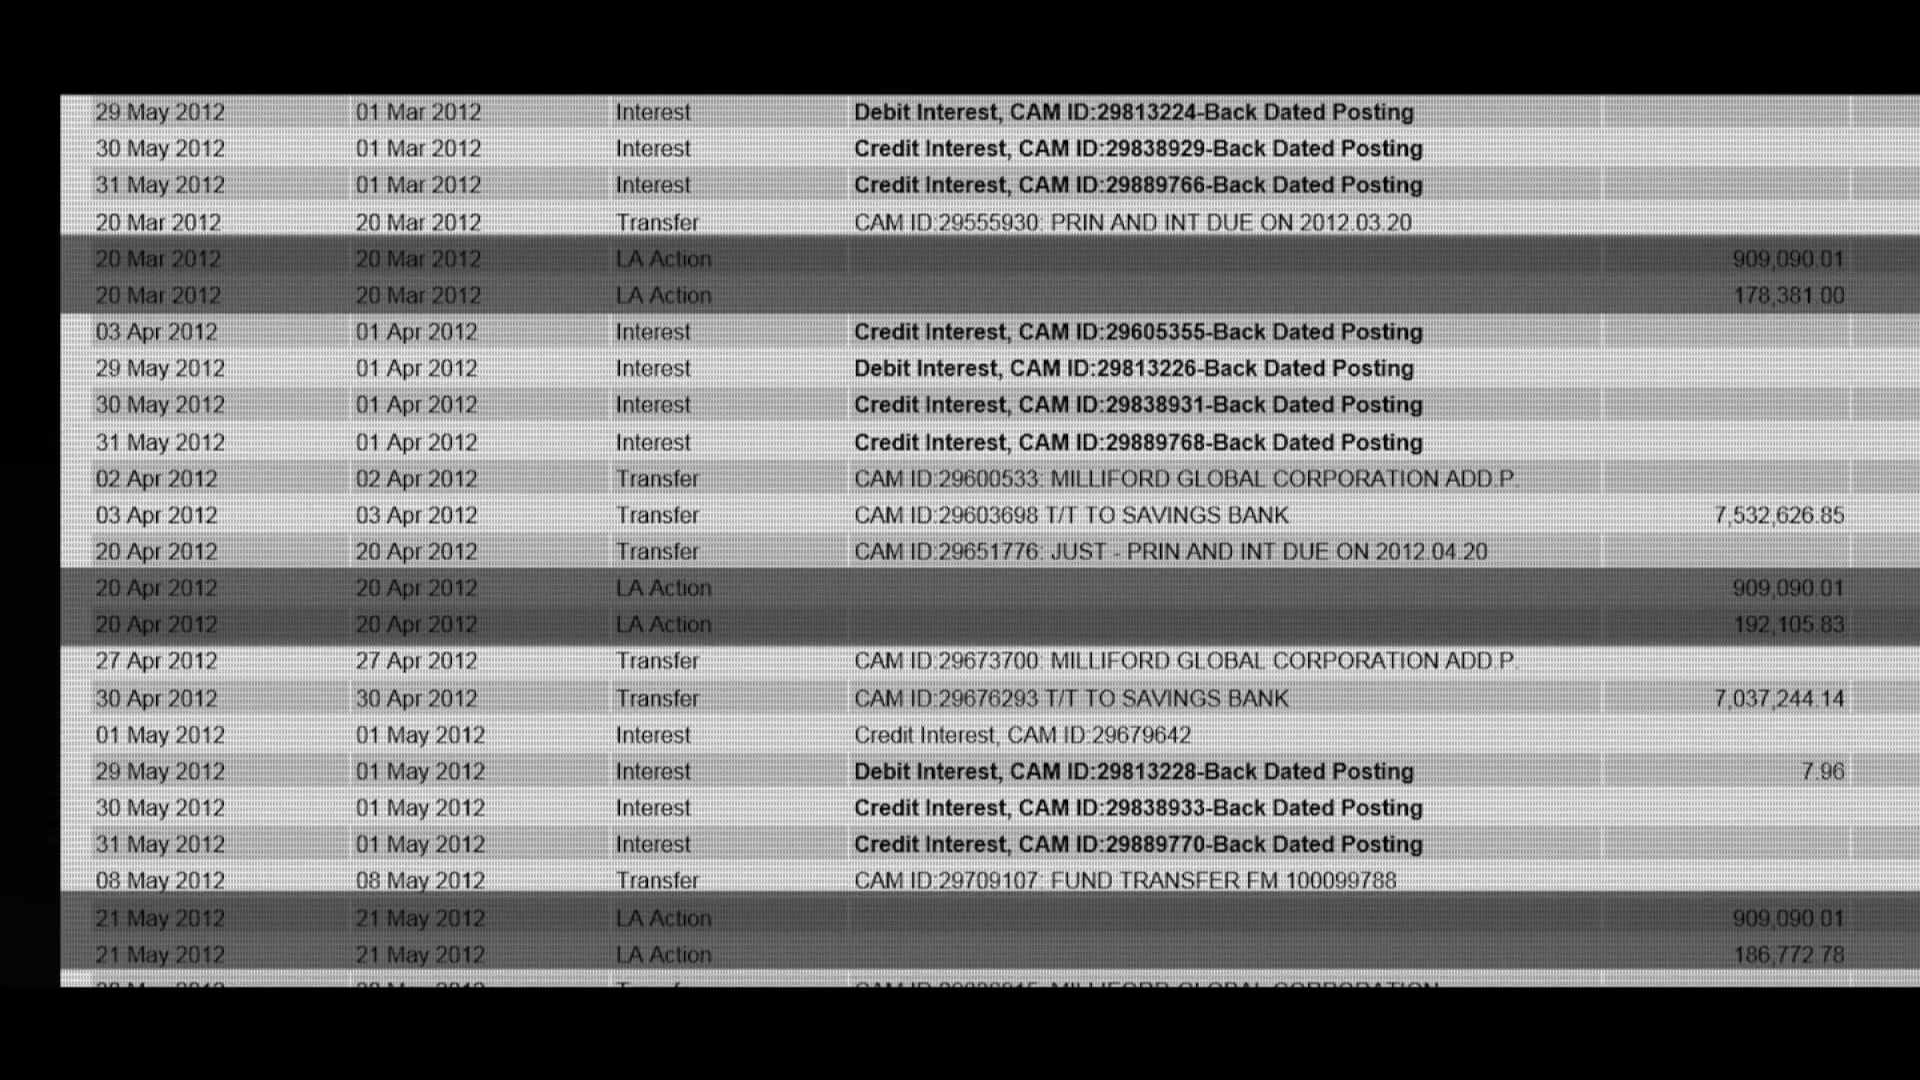 29 May 2012 01 Mar 2012 Interest Debit Interest, CAM ID:29813224-Back Dated Posting
30 May 2012 01 Mar 2012 Interest Credit Interest, CAM ID:29838929-Back Dated Posting
31 May 2012 01 Mar 2012 Interest Credit Interest, CAM ID:29889766-Back Dated Posting
20 Mar 2012 20 Mar 2012 Transfer CAM ID:29555930: PRIN AND INT DUE ON 2012.03.20
20 Mar 2012 20 Mar 2012 LA Action 909,090.01
20 Mar 2012 20 Mar 2012 LA Action 178,381.00
03 Apr 2012 01 Apr 2012 Interest Credit Interest, CAM ID:29605355-Back Dated Posting
29 May 2012 01 Apr 2012 Interest Debit Interest, CAM ID:29813226-Back Dated Posting
30 May 2012 01 Apr 2012 Interest Credit Interest, CAM ID:29838931-Back Dated Posting
31 May 2012 01 Apr 2012 Interest Credit Interest, CAM ID:29889768-Back Dated Posting
02 Apr 2012 02 Apr 2012 Transfer CAM ID:29600533: MILLIFORD GLOBAL CORPORATION ADD.P.
03 Apr 2012 03 Apr 2012 Transfer CAM ID:29603698 T/T TO SAVINGS BANK 7,532,626.85
20 Apr 2012 20 Apr 2012 Transfer CAM ID:29651776: JUST - PRIN AND INT DUE ON 2012.04.20
20 Apr 2012 20 Apr 2012 LA Action 909,090.01
20 Apr 2012 20 Apr 2012 LA Action 192,105.83
27 Apr 2012 27 Apr 2012 Transfer CAM ID:29673700: MILLIFORD GLOBAL CORPORATION ADD.P.
30 Apr 2012 30 Apr 2012 Transfer CAM ID:29676293 T/T TO SAVINGS BANK 7,037,244.14
01 May 2012 01 May 2012 Interest Credit Interest, CAM ID:29679642
29 May 2012 01 May 2012 Interest Debit Interest, CAM ID:29813228-Back Dated Posting 7.96
30 May 2012 01 May 2012 Interest Credit Interest, CAM ID:29838933-Back Dated Posting
31 May 2012 01 May 2012 Interest Credit Interest, CAM ID:29889770-Back Dated Posting
08 May 2012 08 May 2012 Transfer CAM ID:29709107: FUND TRANSFER FM 100099788
21 May 2012 21 May 2012 LA Action 909,090.01
21 May 2012 21 May 2012 LA Action 186,772.78